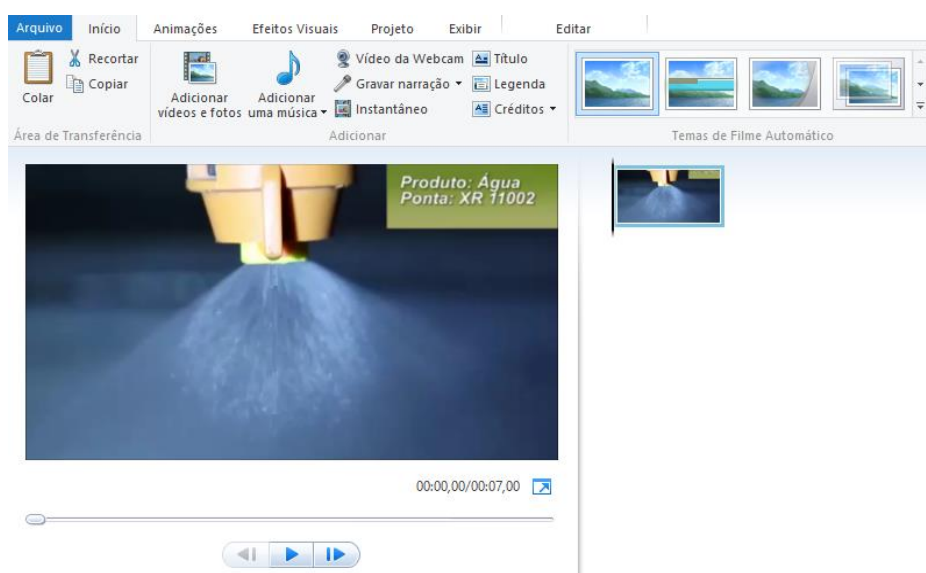 Arquivo Início Animações Efeitos Visuais Projeto Exibir Editar
Colar
Recortar
Copiar
Área de Transferência
Adicionar
vídeos e fotos
Adicionar
uma música
Vídeo da Webcam
Gravar narração
Instantâneo
Título
Legenda
Créditos
Adicionar
Temas de Filme Automático
Produto: Água
Ponta: XR 11002
00:00,00/00:07,00